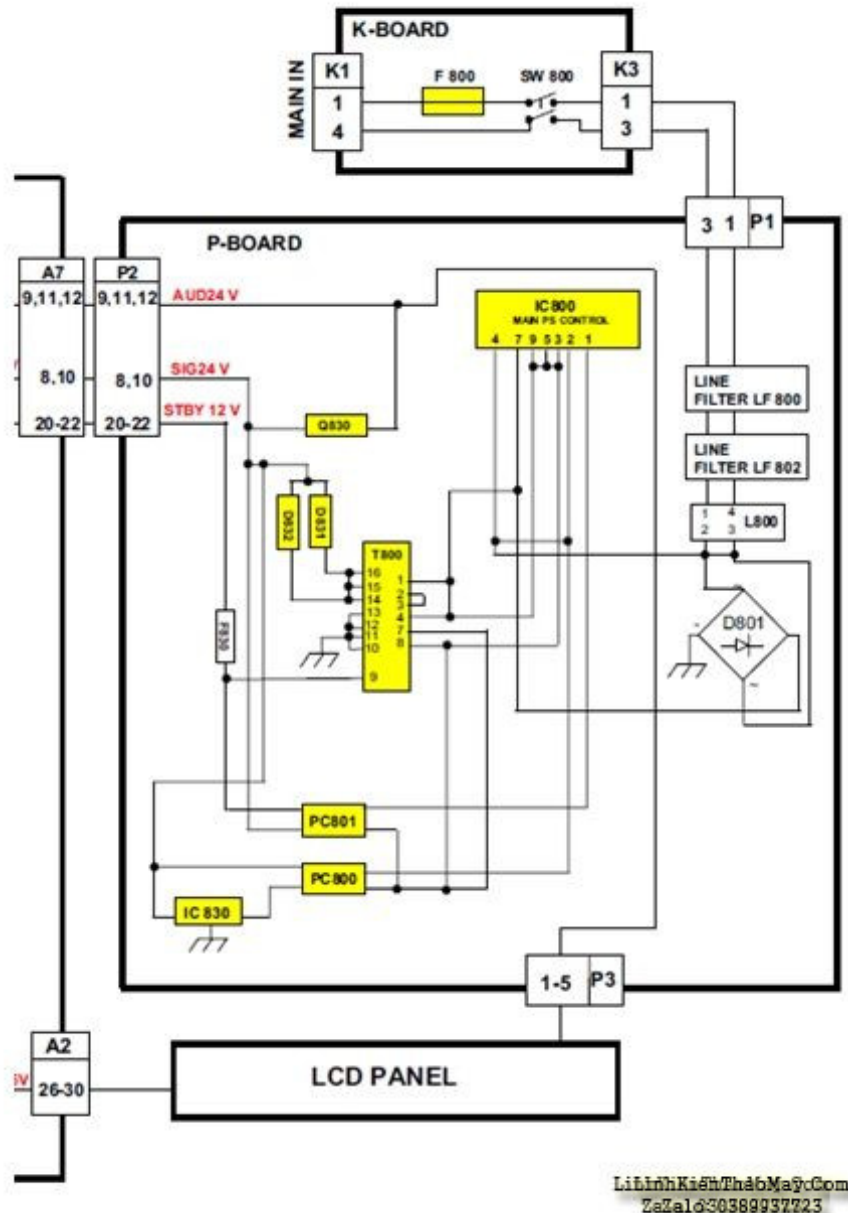 K-BOARD
MAIN IN
K1
1
4
F 800
SW 800
K3
1
3
3 1 P1
P-BOARD
A7
9,11,12
8,10
20-22
P2
9,11,12
8,10
20-22
AUD24 V
SIG24 V
STBY 12 V
IC800
MAIN PS CONTROL
4 7 9 5 3 2 1
LINE
FILTER LF 800
LINE
FILTER LF 802
1 4
2 3
L800
Q830
D832
D831
T800
16
15
14
13
12
11
10
9
1
2
3
4
7
8
F830
D801
-
~
~
PC801
PC800
IC 830
1-5 P3
A2
26-30
LCD PANEL